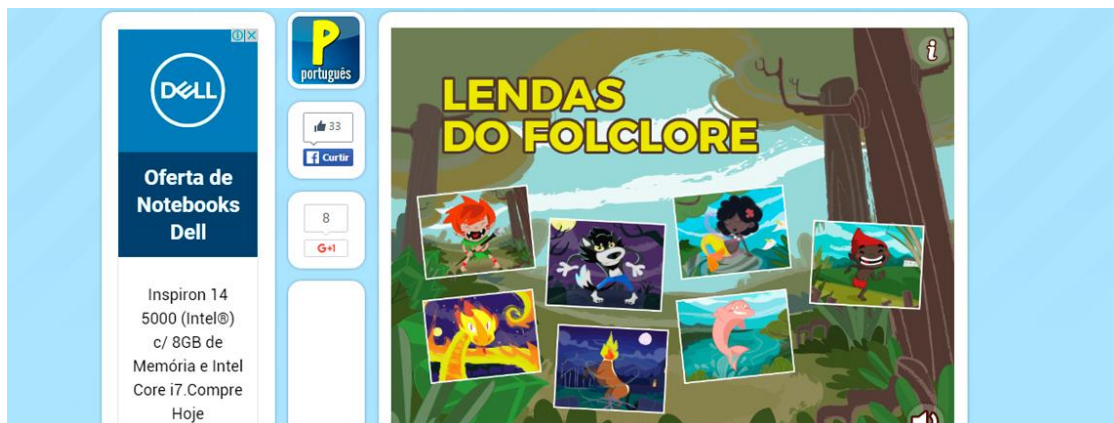 DELL
Oferta de
Notebooks
Dell
Inspiron 14
5000 (Intel®)
c/ 8GB de
Memória e Intel
Core i7.Compre
Hoje
P
português
33
f Curtir
8
G+1
LENDAS
DO FOLCLORE
i